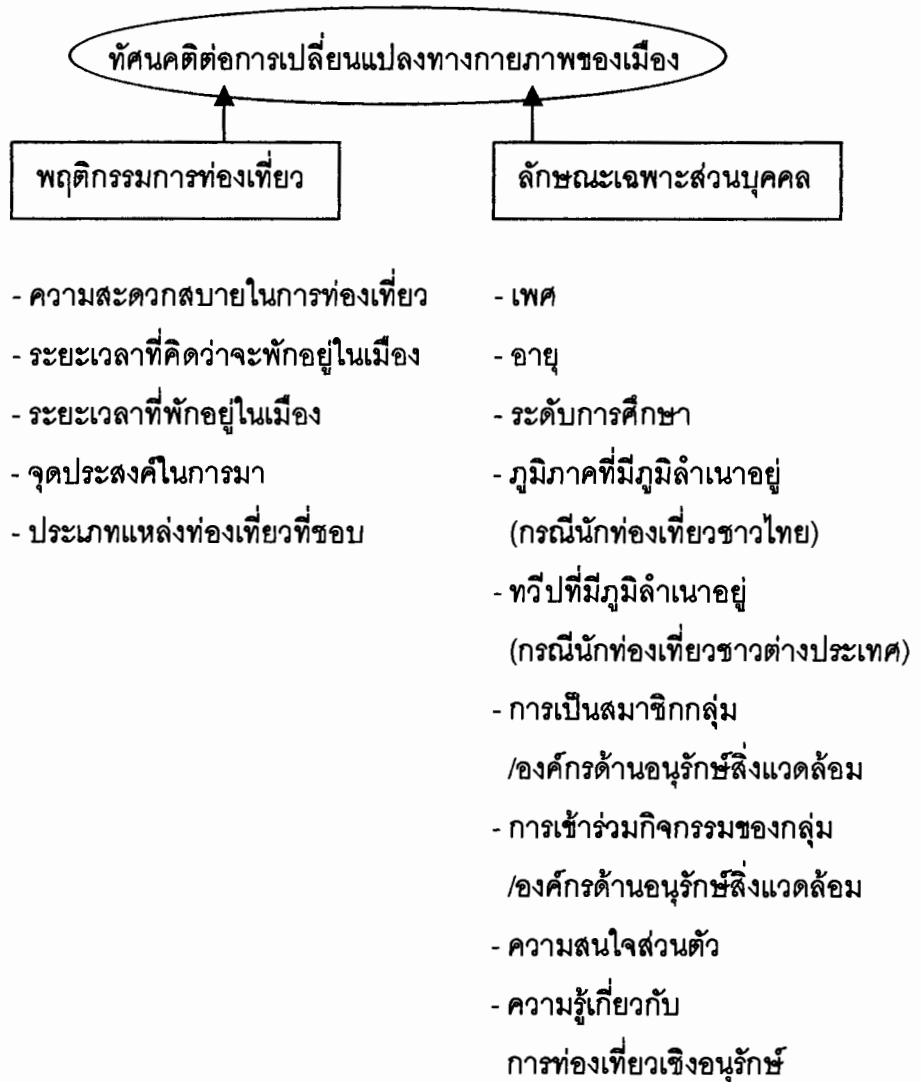 ทัศนคติต่อการเปลี่ยนแปลงทางกายภาพของเมือง
พฤติกรรมการท่องเที่ยว
- ความสะดวกสบายในการท่องเที่ยว
- ระยะเวลาที่คิดว่าจะพักอยู่ในเมือง
- ระยะเวลาที่พักอยู่ในเมือง
- จุดประสงค์ในการมา
- ประเภทแหล่งท่องเที่ยวที่ชอบ
ลักษณะเฉพาะส่วนบุคคล
- เพศ
- อายุ
- ระดับการศึกษา
- ภูมิภาคที่มีภูมิลำเนาอยู่
(กรณีนักท่องเที่ยวชาวไทย)
- ทวีปที่มีภูมิลำเนาอยู่
(กรณีนักท่องเที่ยวชาวต่างประเทศ)
- การเป็นสมาชิกกลุ่ม
/องค์กรด้านอนุรักษ์สิ่งแวดล้อม
- การเข้าร่วมกิจกรรมของกลุ่ม
/องค์กรด้านอนุรักษ์สิ่งแวดล้อม
- ความสนใจส่วนตัว
- ความรู้เกี่ยวกับ
การท่องเที่ยวเชิงอนุรักษ์